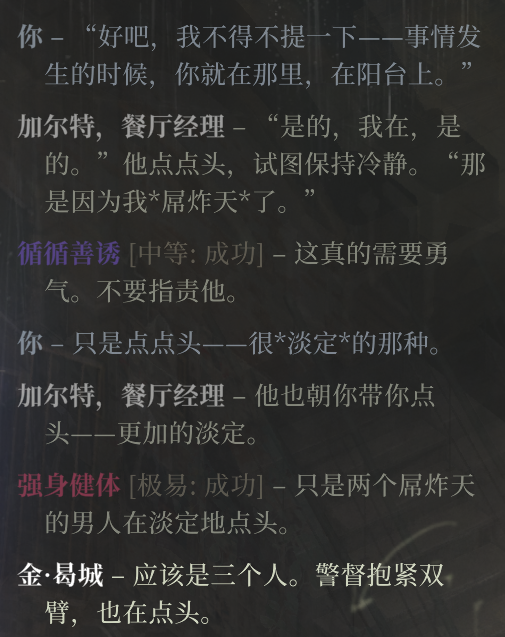 你 – “好吧，我不得不提一下——事情发
生的时候，你就在那里，在阳台上。”
加尔特，餐厅经理 – “是的，我在，是
的。”他点点头，试图保持冷静。“那
是因为我*屌炸天*了。”
循循善诱 [中等: 成功] – 这真的需要勇
气。不要指责他。
你 – 只是点点头——很*淡定*的那种。
加尔特，餐厅经理 – 他也朝你带你点
头——更加的淡定。
强身健体 [极易: 成功] – 只是两个屌炸天
的男人在淡定地点头。
金·曷城 – 应该是三个人。警督抱紧双
臂，也在点头。